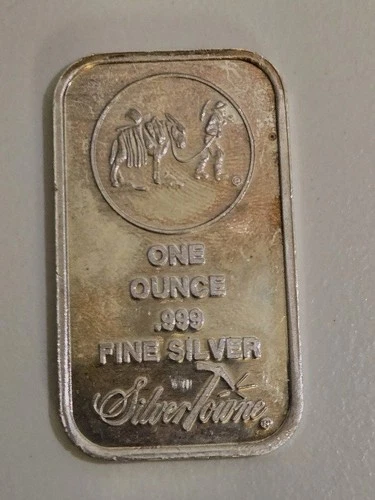 ®
ONE
OUNCE
.999
FINE SILVER
SilverTowne®